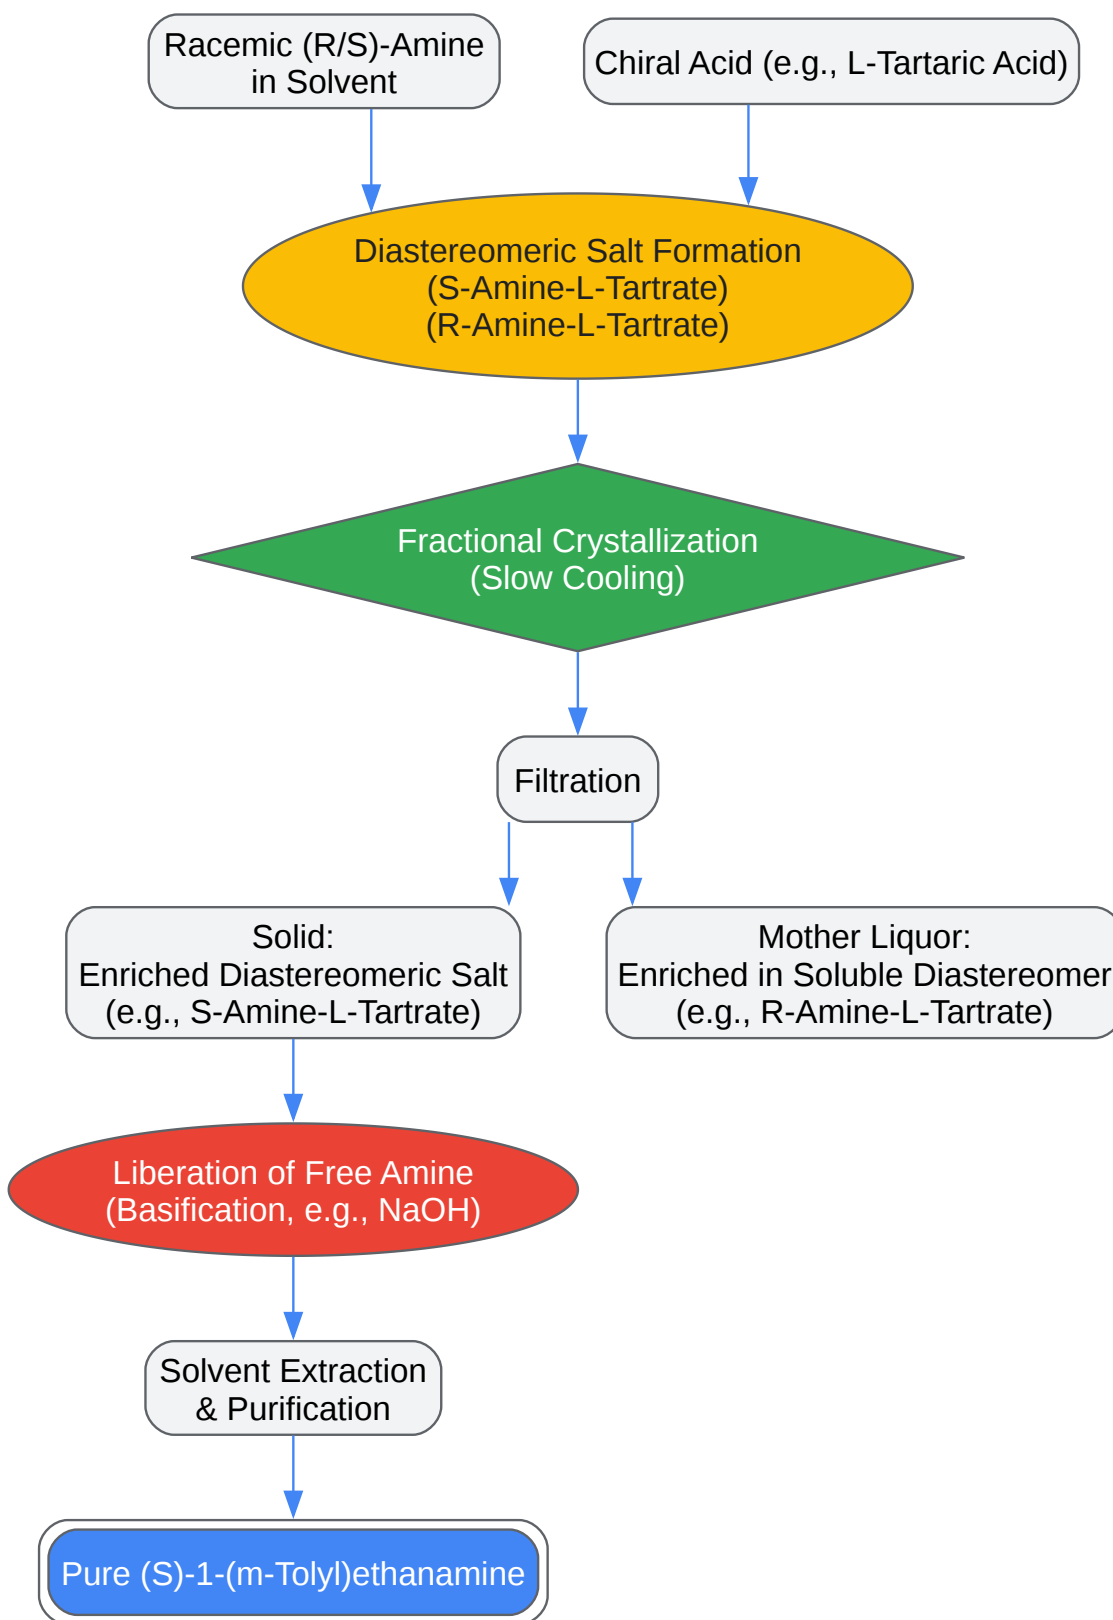 Racemic (R/S)-Amine
in Solvent
Chiral Acid (e.g., L-Tartaric Acid)
Diastereomeric Salt Formation
(S-Amine-L-Tartrate)
(R-Amine-L-Tartrate)
Fractional Crystallization
(Slow Cooling)
Filtration
Solid:
Enriched Diastereomeric Salt
(e.g., S-Amine-L-Tartrate)
Mother Liquor:
Enriched in Soluble Diastereomer
(e.g., R-Amine-L-Tartrate)
Liberation of Free Amine
(Basification, e.g., NaOH)
Solvent Extraction
& Purification
Pure (S)-1-(m-Tolyl)ethanamine